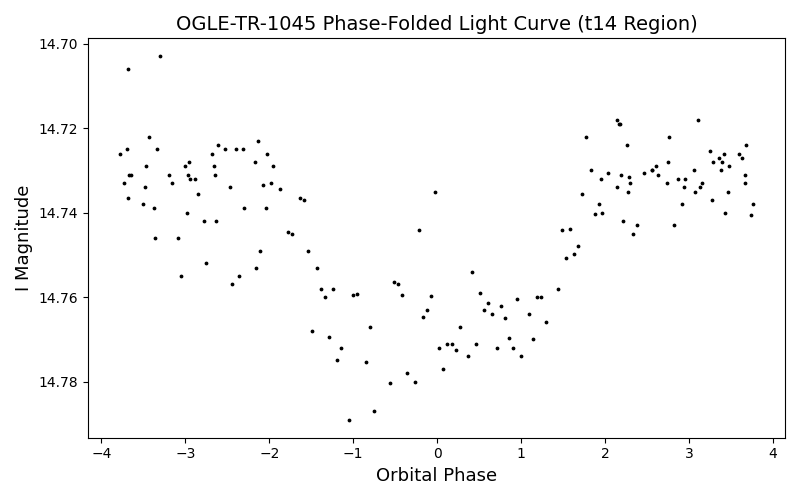 OGLE-TR-1045 Phase-Folded Light Curve (t14 Region)
14.70
14.72
14.74
14.76
14.78
I Magnitude
−4 −3 −2 −1 0 1 2 3 4
Orbital Phase